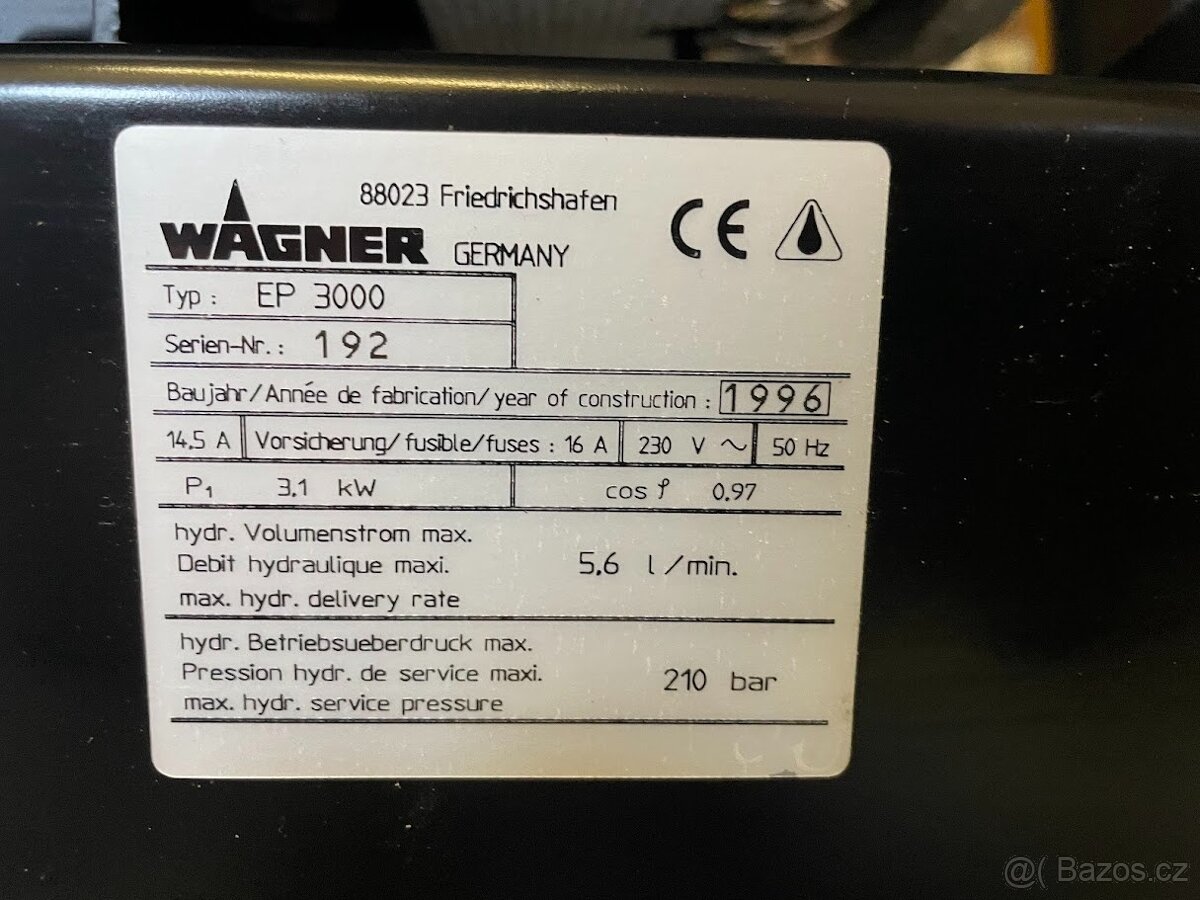 88023 Friedrichshafen
WAGNER GERMANY
CE
Typ : EP 3000
Serien-Nr. : 192
Baujahr/Année de fabrication/year of construction : 1996
14.5 A Vorsicherung/fusible/fuses : 16 A 230 V ~ 50 Hz
P1 3.1 kW cos φ 0.97
hydr. Volumenstrom max.
Debit hydraulique maxi. 5.6 l/min.
max. hydr. delivery rate
hydr. Betriebsueberdruck max.
Pression hydr. de service maxi. 210 bar
max. hydr. service pressure
@( Bazos.cz